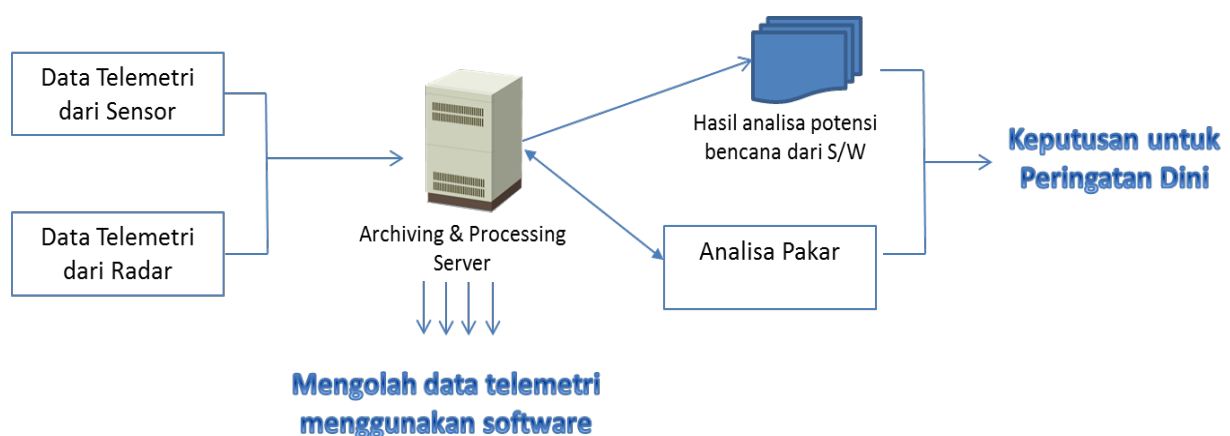 Data Telemetri
dari Sensor
Data Telemetri
dari Radar
Archiving & Processing
Server
Mengolah data telemetri
menggunakan software
Hasil analisa potensi
bencana dari S/W
Analisa Pakar
Keputusan untuk
Peringatan Dini